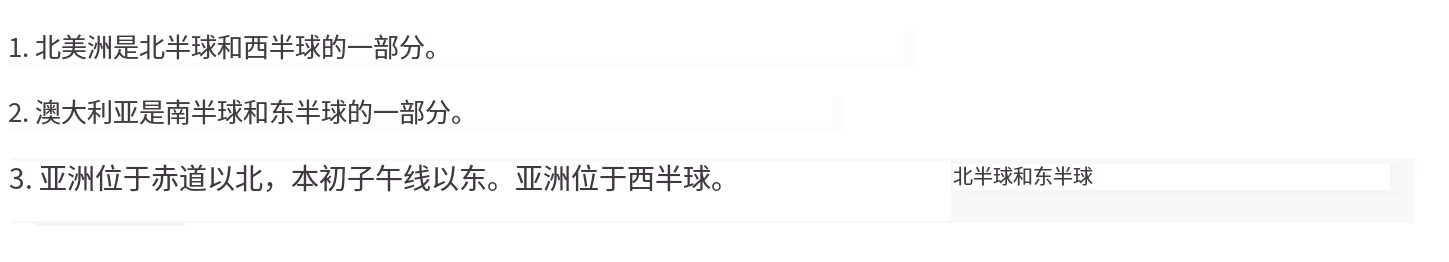 1. 北美洲是北半球和西半球的一部分。
2. 澳大利亚是南半球和东半球的一部分。
3. 亚洲位于赤道以北，本初子午线以东。亚洲位于西半球。
北半球和东半球